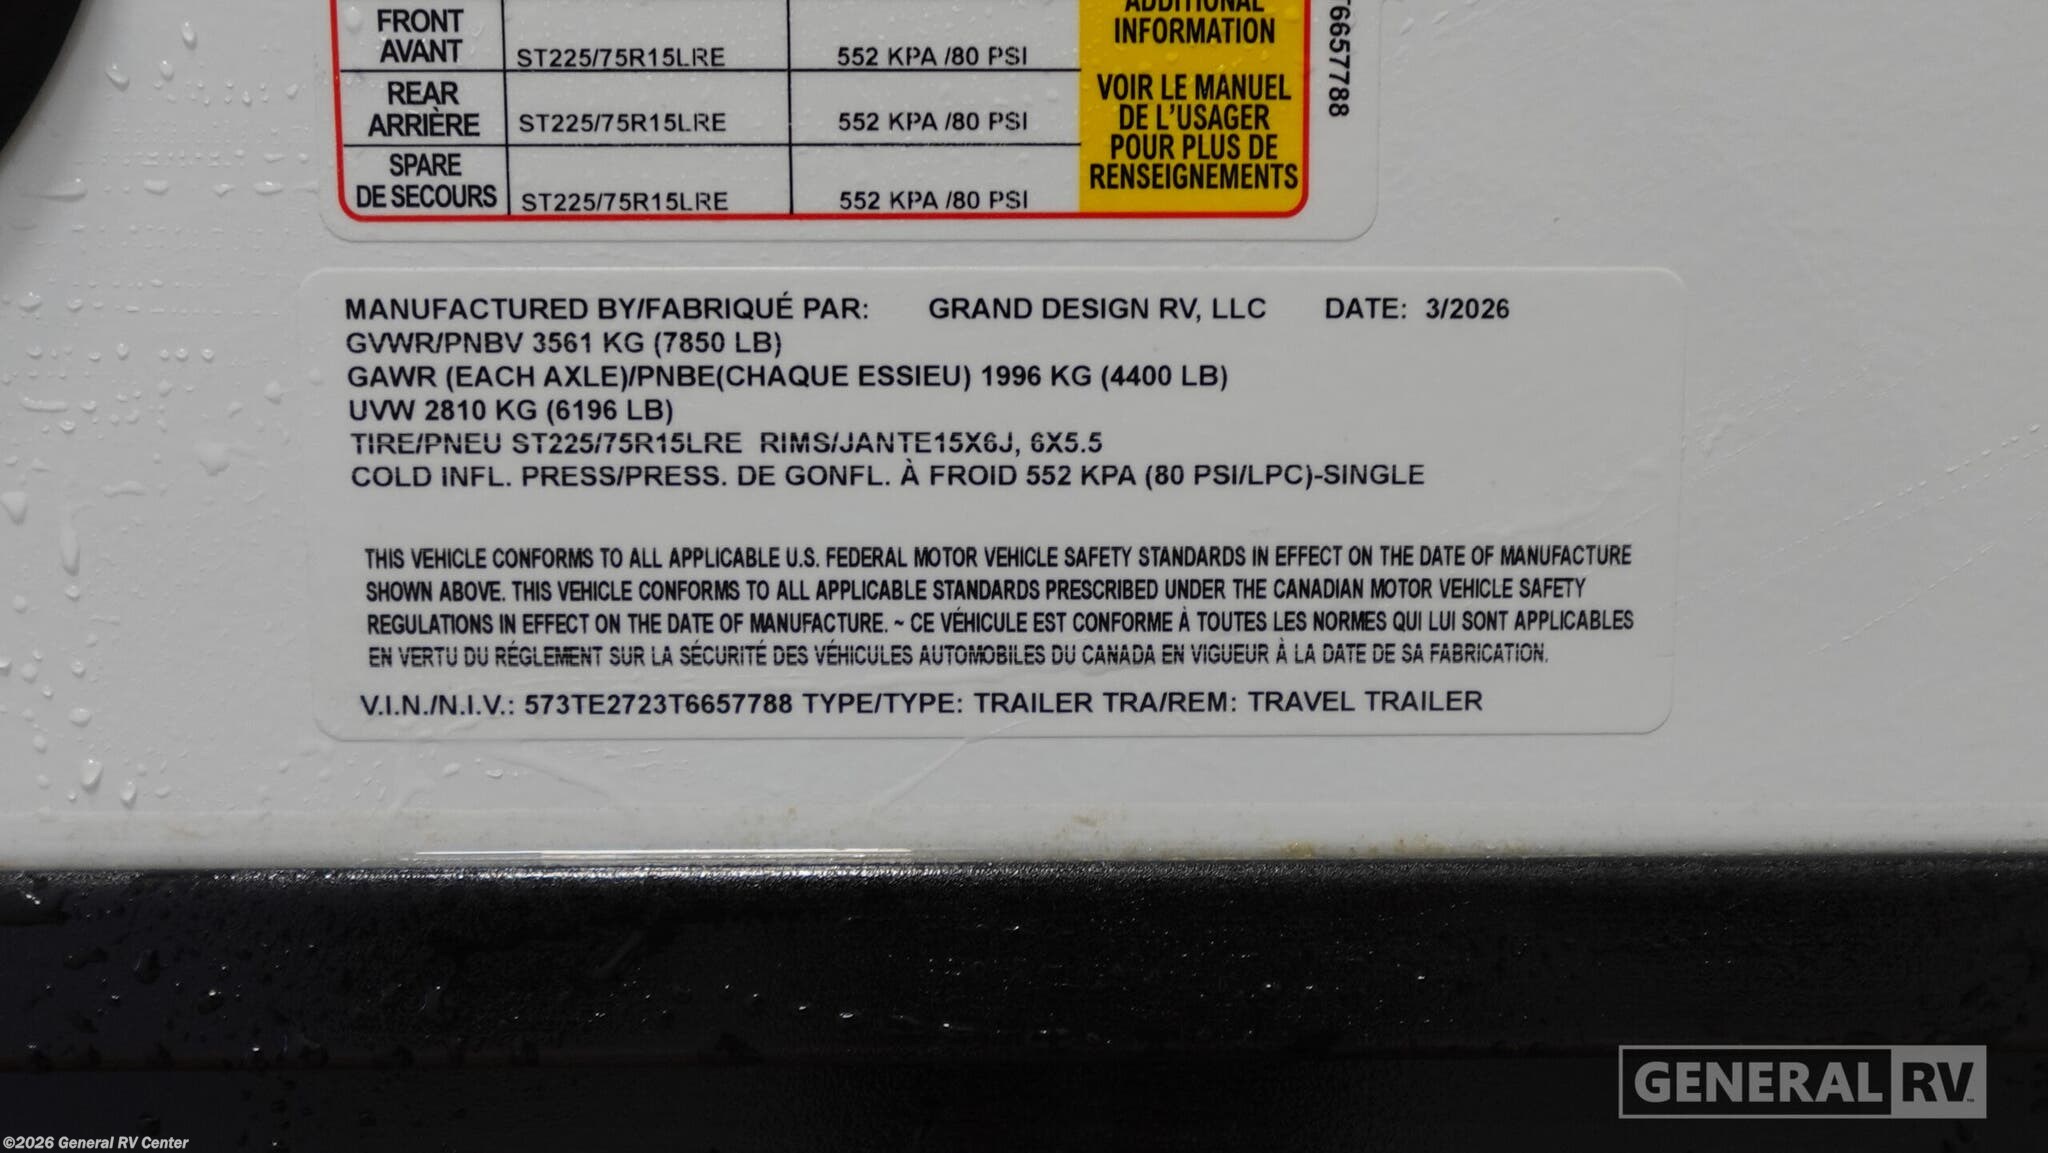 FRONT
AVANT
ST225/75R15LRE
552 KPA /80 PSI
REAR
ARRIÈRE
ST225/75R15LRE
552 KPA /80 PSI
SPARE
DE SECOURS
ST225/75R15LRE
552 KPA /80 PSI
ADDITIONAL
INFORMATION
VOIR LE MANUEL
DE L'USAGER
POUR PLUS DE
RENSEIGNEMENTS
T6657788
MANUFACTURED BY/FABRIQUÉ PAR: GRAND DESIGN RV, LLC DATE: 3/2026
GVWR/PNBV 3561 KG (7850 LB)
GAWR (EACH AXLE)/PNBE(CHAQUE ESSIEU) 1996 KG (4400 LB)
UVW 2810 KG (6196 LB)
TIRE/PNEU ST225/75R15LRE RIMS/JANTE15X6J, 6X5.5
COLD INFL. PRESS/PRESS. DE GONFL. À FROID 552 KPA (80 PSI/LPC)-SINGLE
THIS VEHICLE CONFORMS TO ALL APPLICABLE U.S. FEDERAL MOTOR VEHICLE SAFETY STANDARDS IN EFFECT ON THE DATE OF MANUFACTURE
SHOWN ABOVE. THIS VEHICLE CONFORMS TO ALL APPLICABLE STANDARDS PRESCRIBED UNDER THE CANADIAN MOTOR VEHICLE SAFETY
REGULATIONS IN EFFECT ON THE DATE OF MANUFACTURE. ~ CE VÉHICULE EST CONFORME À TOUTES LES NORMES QUI LUI SONT APPLICABLES
EN VERTU DU RÉGLEMENT SUR LA SÉCURITÉ DES VÉHICULES AUTOMOBILES DU CANADA EN VIGUEUR À LA DATE DE SA FABRICATION.
V.I.N./N.I.V.: 573TE2723T6657788 TYPE/TYPE: TRAILER TRA/REM: TRAVEL TRAILER
GENERAL RV
©2026 General RV Center